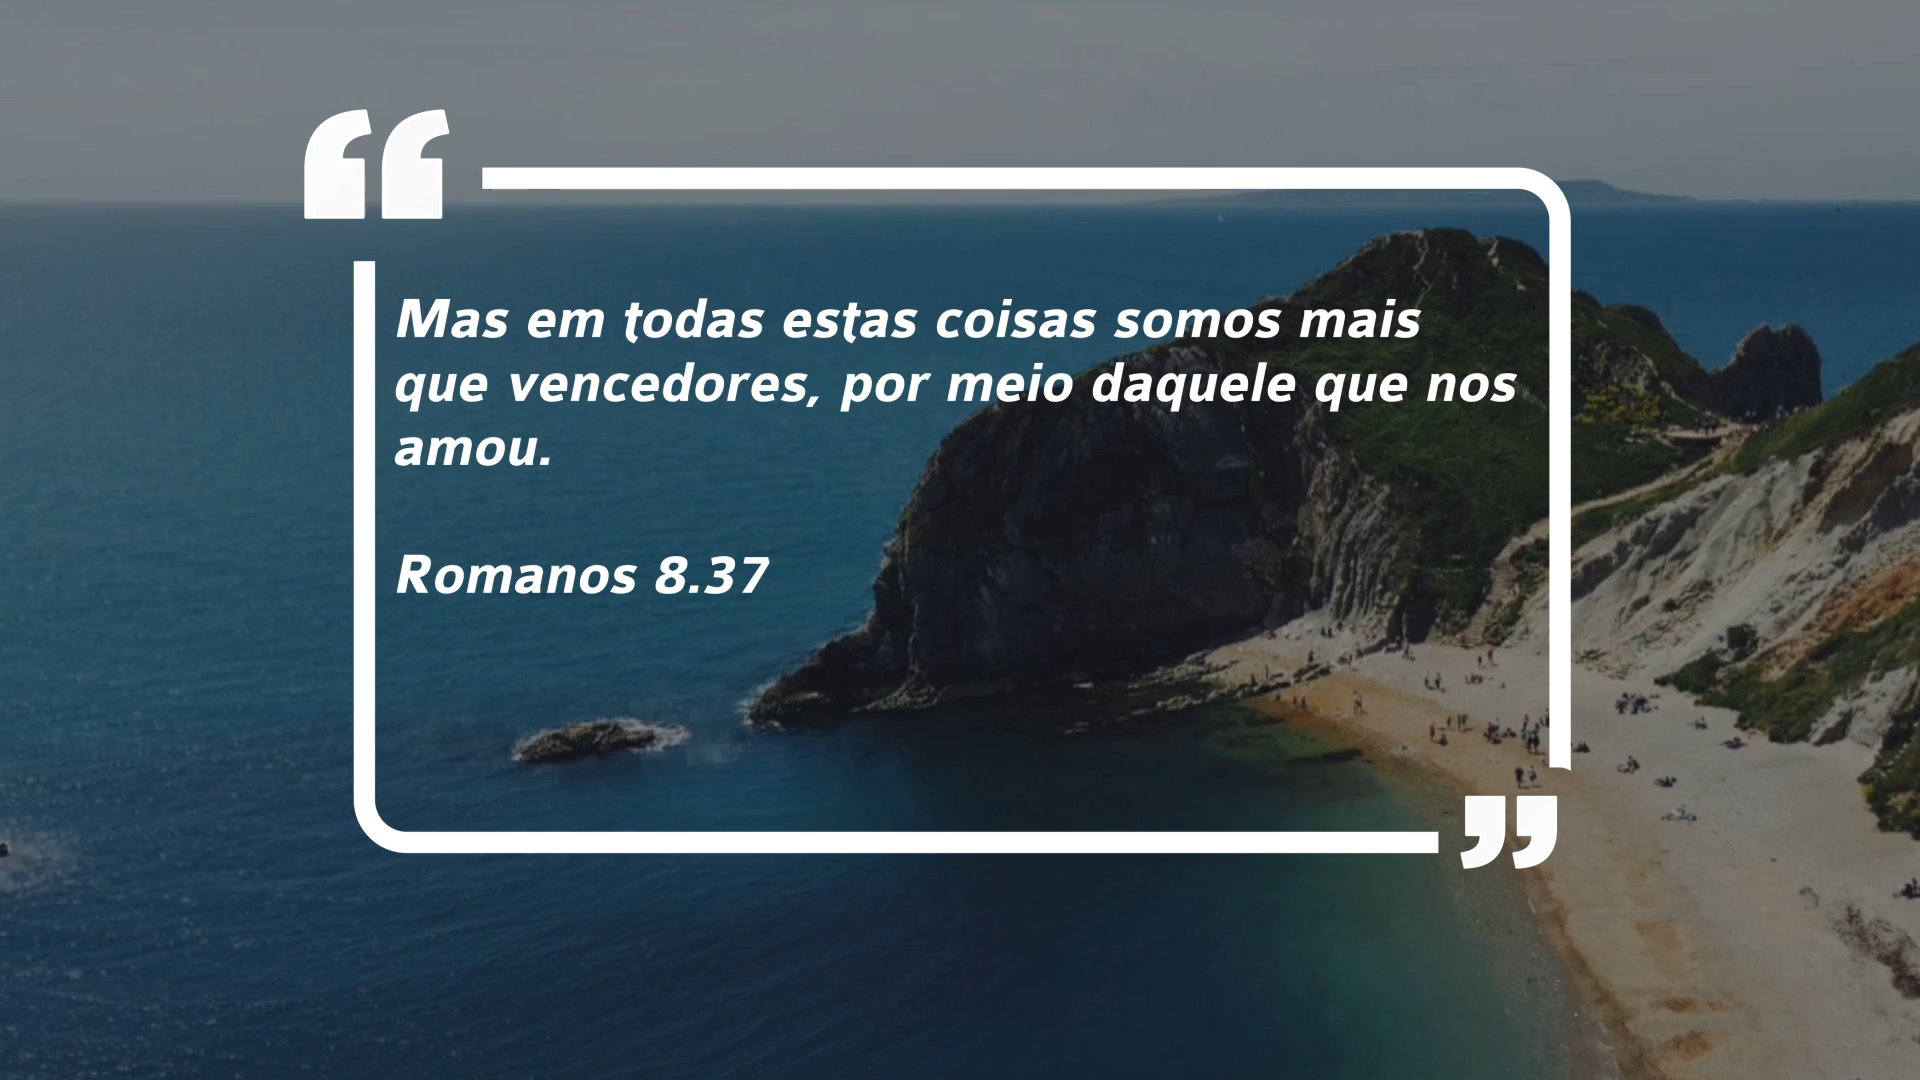 Mas em todas estas coisas somos mais
que vencedores, por meio daquele que nos
amou.
Romanos 8.37